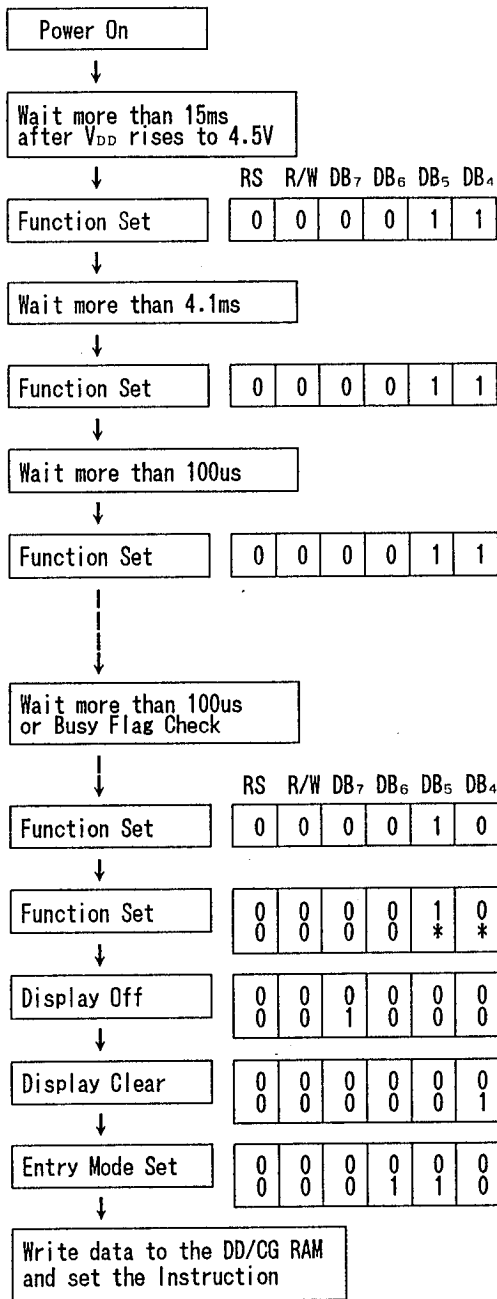 Power On
Wait more than 15ms
after VDD rises to 4.5V
RS R/W DB7 DB6 DB5 DB4
Function Set 0 0 0 0 1 1
Wait more than 4.1ms
Function Set 0 0 0 0 1 1
Wait more than 100us
Function Set 0 0 0 0 1 1
Wait more than 100us
or Busy Flag Check
RS R/W DB7 DB6 DB5 DB4
Function Set 0 0 0 0 1 0
Function Set 0 0 0 0 1 0
0 0 0 0 * *
Display Off 0 0 0 0 0 0
0 0 1 0 0 0
Display Clear 0 0 0 0 0 0
0 0 0 0 0 1
Entry Mode Set 0 0 0 0 0 0
0 0 0 1 1 0
Write data to the DD/CG RAM
and set the Instruction